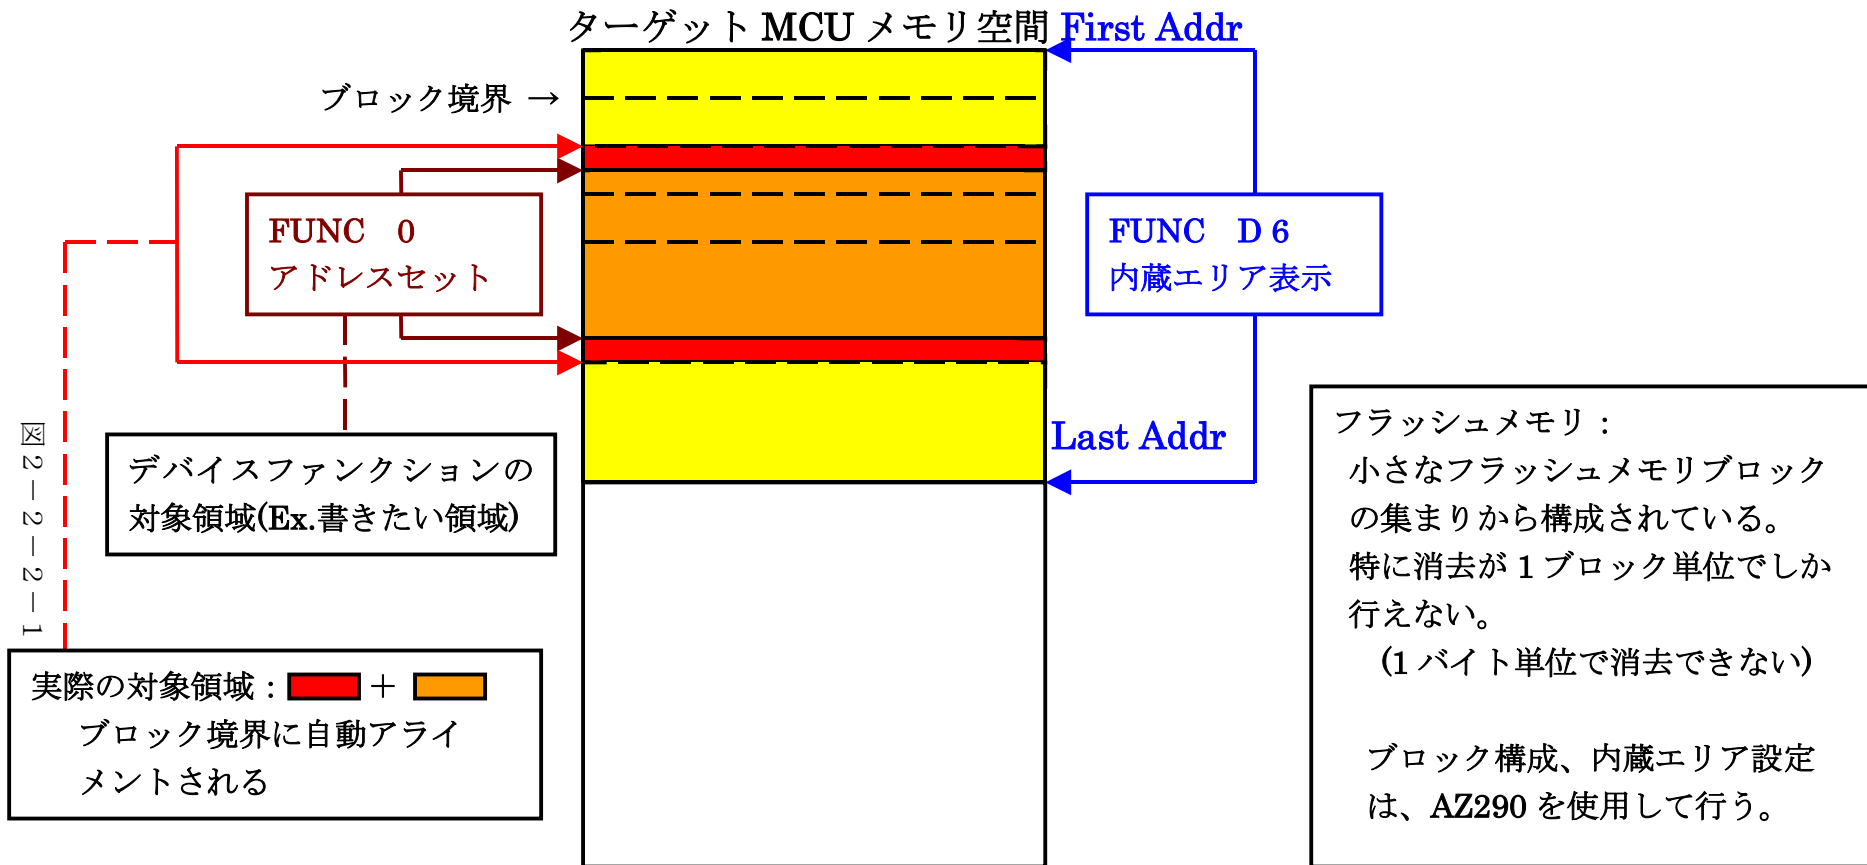 ターゲット MCU メモリ空間 First Addr
ブロック境界 →
FUNC 0
アドレスセット
FUNC D 6
内蔵エリア表示
Last Addr
デバイスファンクションの
対象領域(Ex.書きたい領域)
図2-2-2-1
実際の対象領域： ＋
ブロック境界に自動アライ
メントされる
フラッシュメモリ：
小さなフラッシュメモリブロック
の集まりから構成されている。
特に消去が 1 ブロック単位でしか
行えない。
(1 バイト単位で消去できない)
ブロック構成、内蔵エリア設定
は、AZ290 を使用して行う。